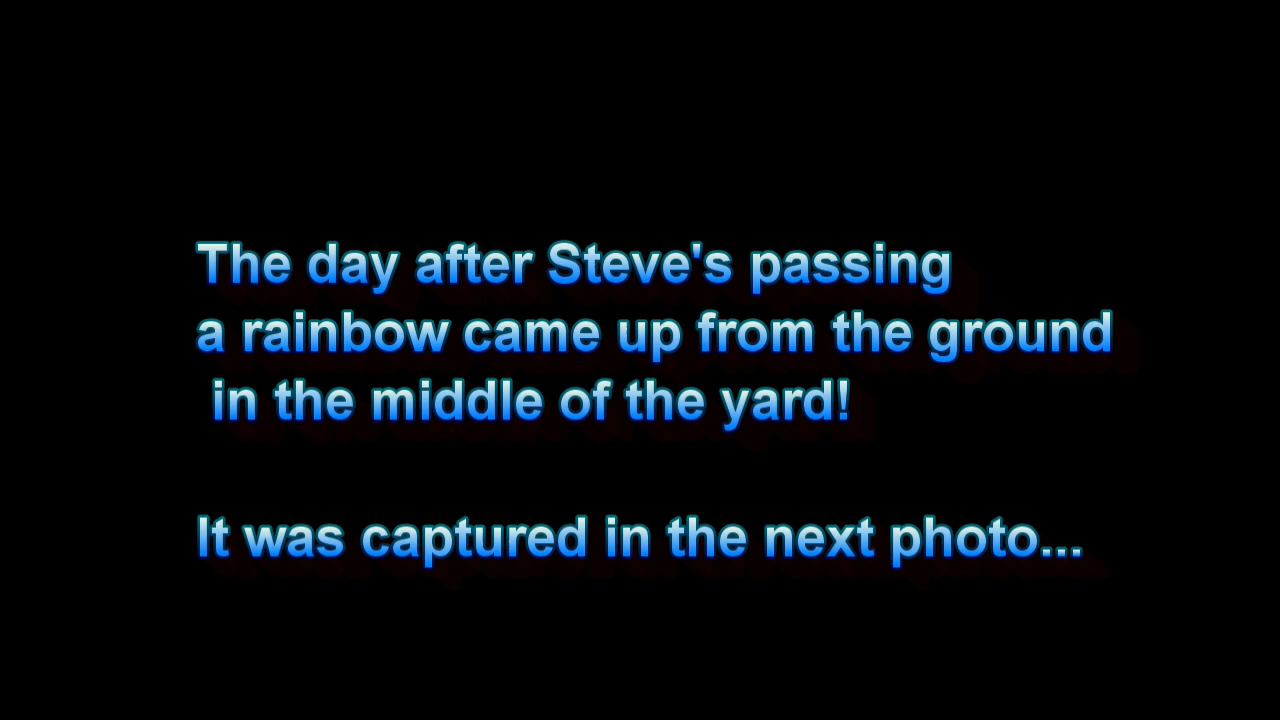 The day after Steve's passing
a rainbow came up from the ground
in the middle of the yard!
It was captured in the next photo...